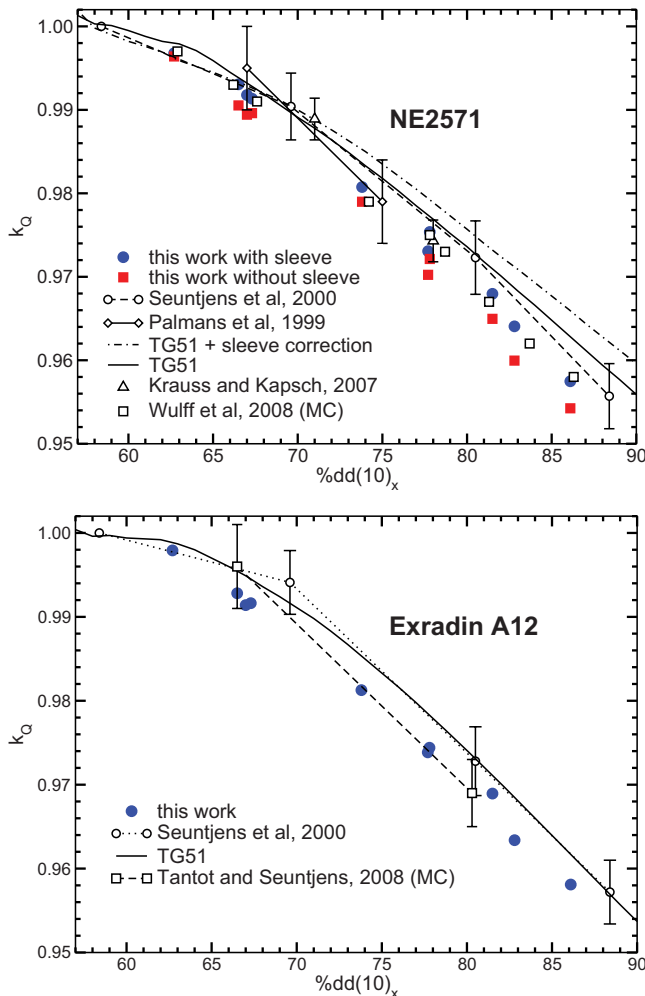 1.00
0.99
NE2571
0.98
k_Q
this work with sleeve
0.97
this work without sleeve
Seuntjens et al, 2000
Palmans et al, 1999
TG51 + sleeve correction
0.96
TG51
Krauss and Kapsch, 2007
Wulff et al, 2008 (MC)
0.95
60 65 70 75 80 85 90
%dd(10)_x
1.00
0.99
Exradin A12
0.98
k_Q
0.97
this work
Seuntjens et al, 2000
0.96
TG51
Tantot and Seuntjens, 2008 (MC)
0.95
60 65 70 75 80 85 90
%dd(10)_x